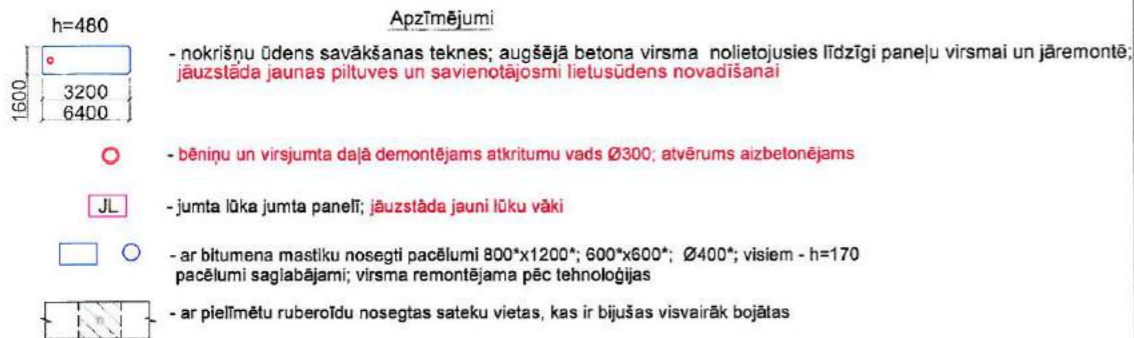 Apzīmējumi
h=480
- nokrišņu ūdens savākšanas teknes; augšējā betona virsma nolietojusies līdzīgi paneļu virsmai un jāremontē;
jāuzstāda jaunas piltuves un savienotājosmi lietusūdens novadīšanai
1600
3200
6400
- bēniņu un virsjumta daļā demontējams atkritumu vads Ø300; atvērums aizbetonējams
JL
- jumta lūka jumta panelī; jāuzstāda jauni lūku vāki
- ar bitumena mastiku nosegti pacēlumi 800*x1200*; 600*x600*; Ø400*; visiem - h=170
pacēlumi saglabājami; virsma remontējama pēc tehnoloģijas
- ar pielīmētu ruberoīdu nosegtas sateku vietas, kas ir bijušas visvairāk bojātas